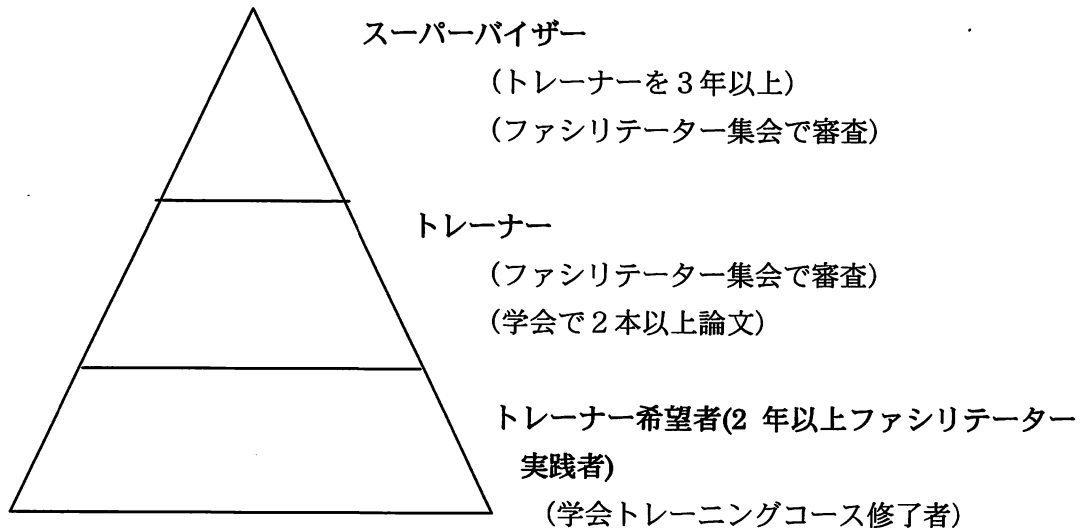 スーパーバイザー
（トレーナーを３年以上）
（ファシリテーター集会で審査）
トレーナー
（ファシリテーター集会で審査）
（学会で２本以上論文）
トレーナー希望者(2 年以上ファシリテーター
実践者)
（学会トレーニングコース修了者）